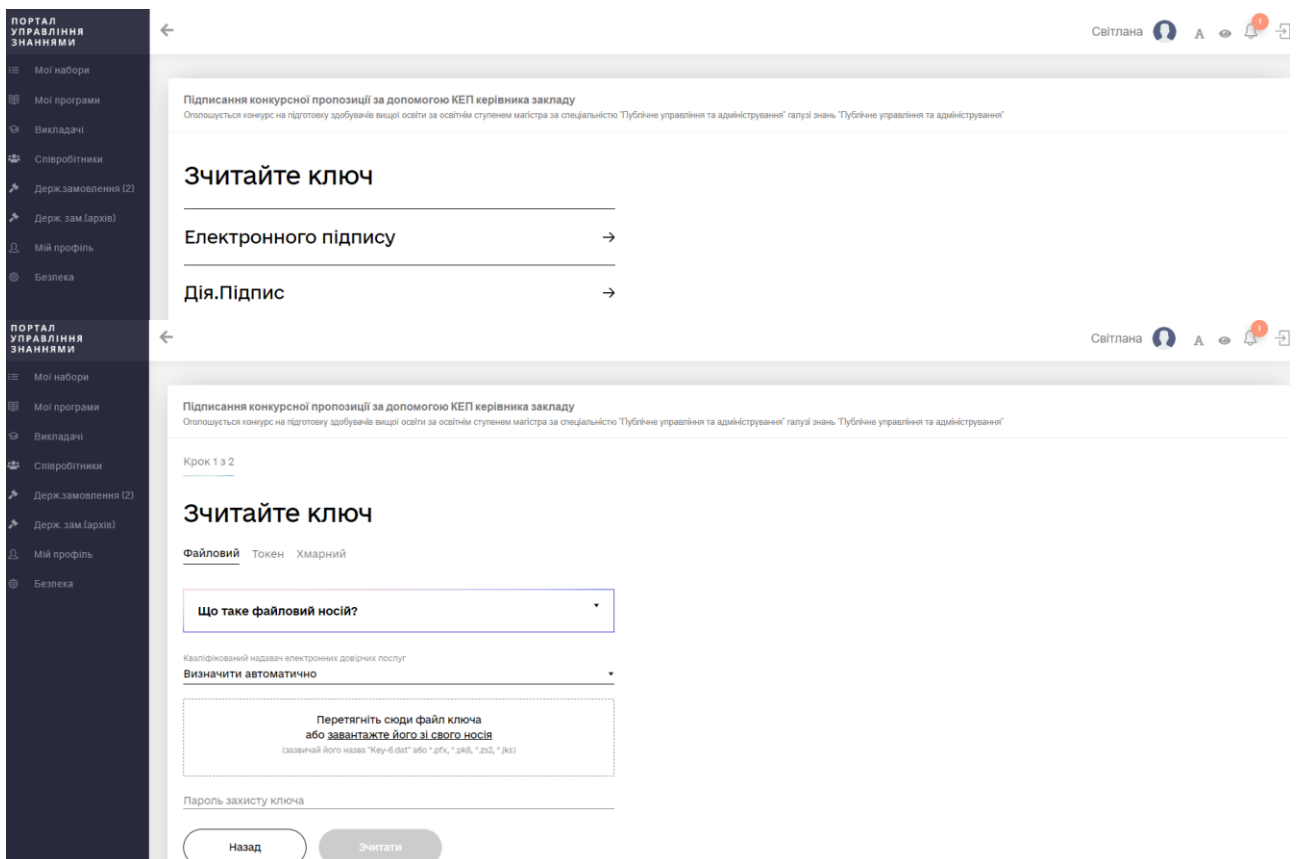 ПОРТАЛ
УПРАВЛІННЯ
ЗНАННЯМИ
Світлана
A
1
Мої набори
Мої програми
Викладачі
Співробітники
Держ.замовлення (2)
Держ. зам.(архів)
Мій профіль
Безпека
Підписання конкурсної пропозиції за допомогою КЕП керівника закладу
Оголошується конкурс на підготовку здобувачів вищої освіти за освітнім ступенем магістра за спеціальністю "Публічне управління та адміністрування" галузі знань "Публічне управління та адміністрування"
Зчитайте ключ
Електронного підпису
Дія.Підпис
ПОРТАЛ
УПРАВЛІННЯ
ЗНАННЯМИ
Світлана
A
1
Мої набори
Мої програми
Викладачі
Співробітники
Держ.замовлення (2)
Держ. зам.(архів)
Мій профіль
Безпека
Підписання конкурсної пропозиції за допомогою КЕП керівника закладу
Оголошується конкурс на підготовку здобувачів вищої освіти за освітнім ступенем магістра за спеціальністю "Публічне управління та адміністрування" галузі знань "Публічне управління та адміністрування"
Крок 1 з 2
Зчитайте ключ
Файловий Токен Хмарний
Що таке файловий носій?
Кваліфікований надавач електронних довірчих послуг
Визначити автоматично
Перетягніть сюди файл ключа
або завантажте його зі свого носія
(зазвичай його назва "Key-6.dat" або *.pfx, *.pk8, *.zs2, *.jks)
Пароль захисту ключа
Назад
Зчитати